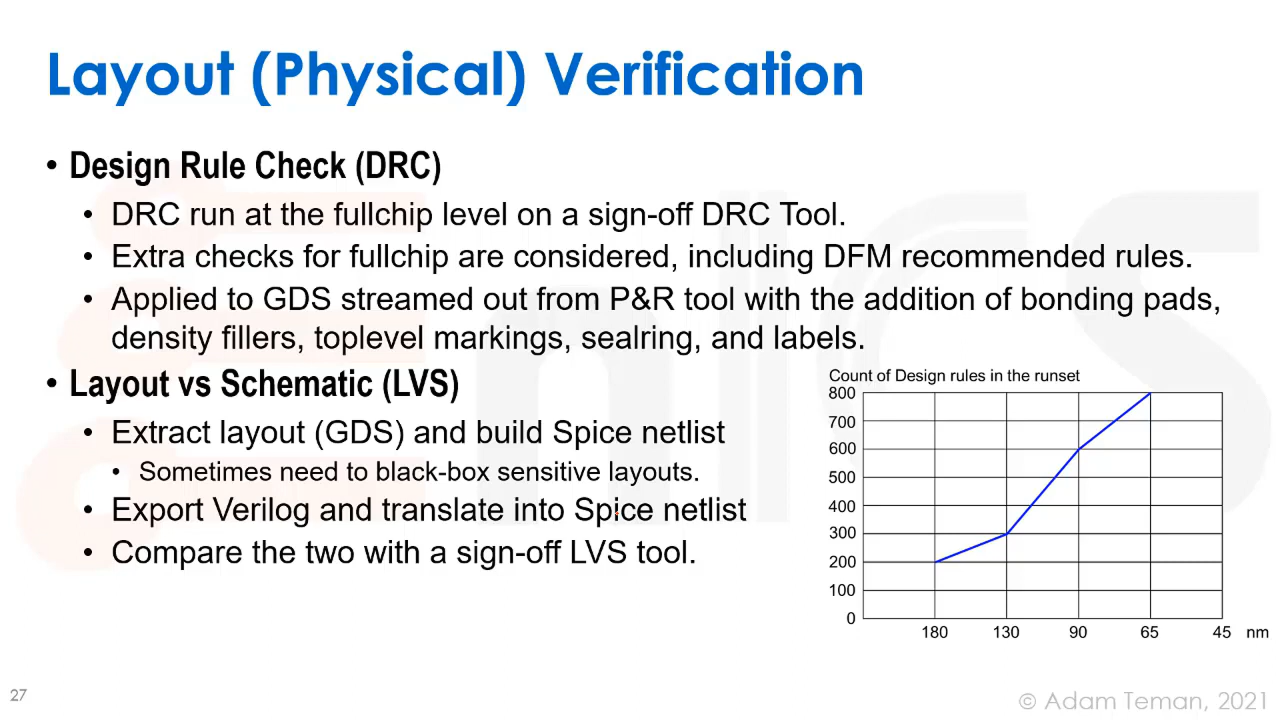 Layout (Physical) Verification
• Design Rule Check (DRC)
• DRC run at the fullchip level on a sign-off DRC Tool.
• Extra checks for fullchip are considered, including DFM recommended rules.
• Applied to GDS streamed out from P&R tool with the addition of bonding pads,
density fillers, toplevel markings, sealring, and labels.
• Layout vs Schematic (LVS)
• Extract layout (GDS) and build Spice netlist
• Sometimes need to black-box sensitive layouts.
• Export Verilog and translate into Spice netlist
• Compare the two with a sign-off LVS tool.
Count of Design rules in the runset
800
700
600
500
400
300
200
100
0
180 130 90 65 45 nm
27
© Adam Teman, 2021